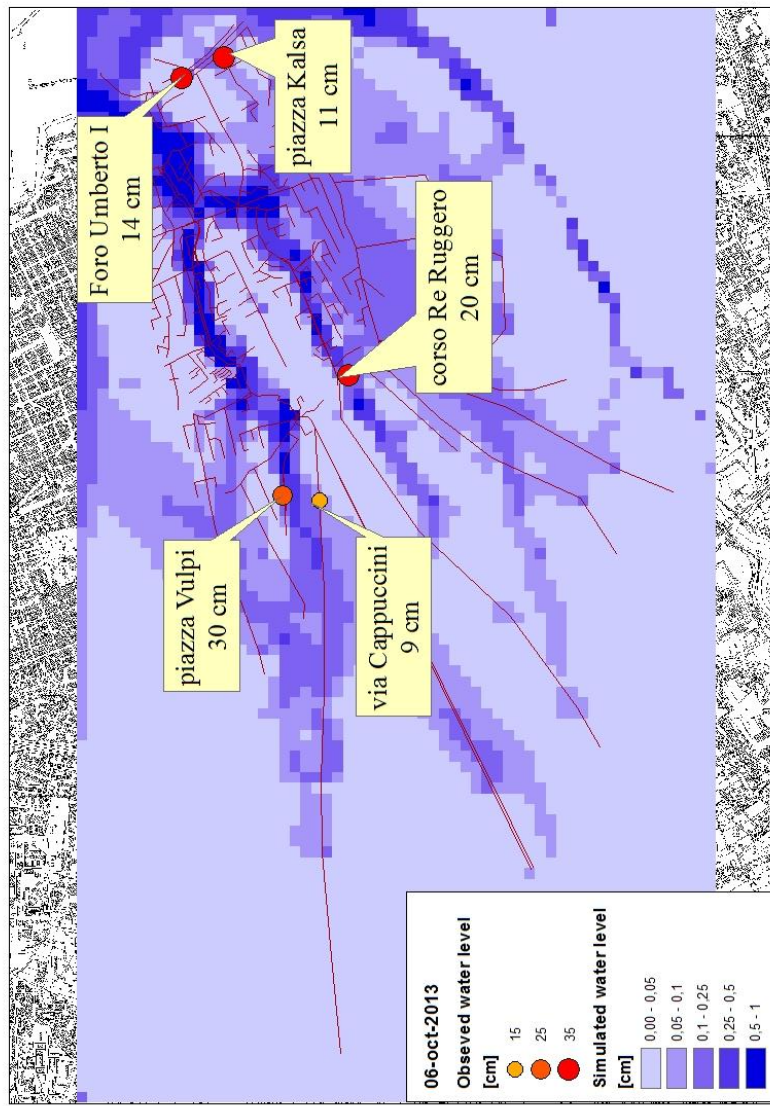 Foro Umberto I
14 cm
piazza Kalsa
11 cm
piazza Vulpi
30 cm
corso Re Ruggero
20 cm
via Cappuccini
9 cm
06-oct-2013
Obseved water level
[cm]
15
25
35
Simulated water level
[cm]
0,00 - 0,05
0,05 - 0,1
0,1 - 0,25
0,25 - 0,5
0,5 - 1